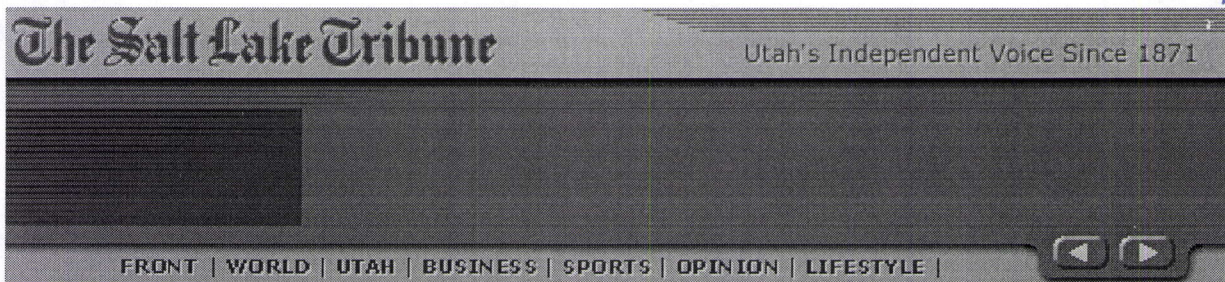 The Salt Lake Tribune
Utah's Independent Voice Since 1871
FRONT | WORLD | UTAH | BUSINESS | SPORTS | OPINION | LIFESTYLE |